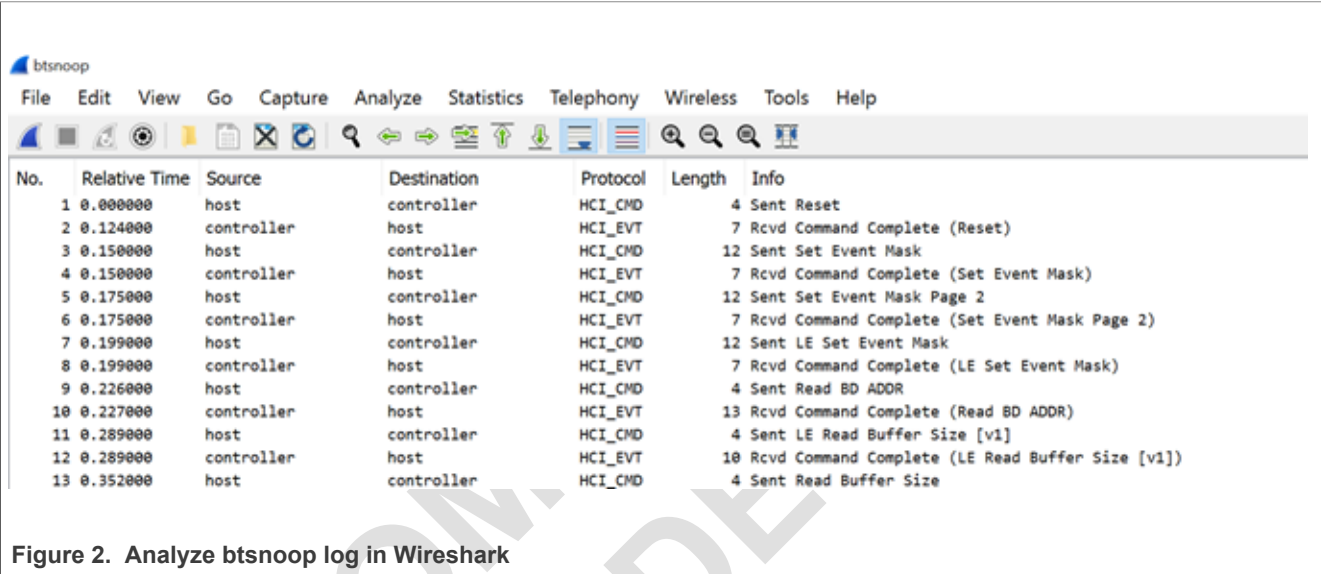 btsnoop
File Edit View Go Capture Analyze Statistics Telephony Wireless Tools Help
No. Relative Time Source Destination Protocol Length Info
1 0.000000 host controller HCI_CMD 4 Sent Reset
2 0.124000 controller host HCI_EVT 7 Rcvd Command Complete (Reset)
3 0.150000 host controller HCI_CMD 12 Sent Set Event Mask
4 0.150000 controller host HCI_EVT 7 Rcvd Command Complete (Set Event Mask)
5 0.175000 host controller HCI_CMD 12 Sent Set Event Mask Page 2
6 0.175000 controller host HCI_EVT 7 Rcvd Command Complete (Set Event Mask Page 2)
7 0.199000 host controller HCI_CMD 12 Sent LE Set Event Mask
8 0.199000 controller host HCI_EVT 7 Rcvd Command Complete (LE Set Event Mask)
9 0.226000 host controller HCI_CMD 4 Sent Read BD ADDR
10 0.227000 controller host HCI_EVT 13 Rcvd Command Complete (Read BD ADDR)
11 0.289000 host controller HCI_CMD 4 Sent LE Read Buffer Size [v1]
12 0.289000 controller host HCI_EVT 10 Rcvd Command Complete (LE Read Buffer Size [v1])
13 0.352000 host controller HCI_CMD 4 Sent Read Buffer Size
Figure 2. Analyze btsnoop log in Wireshark